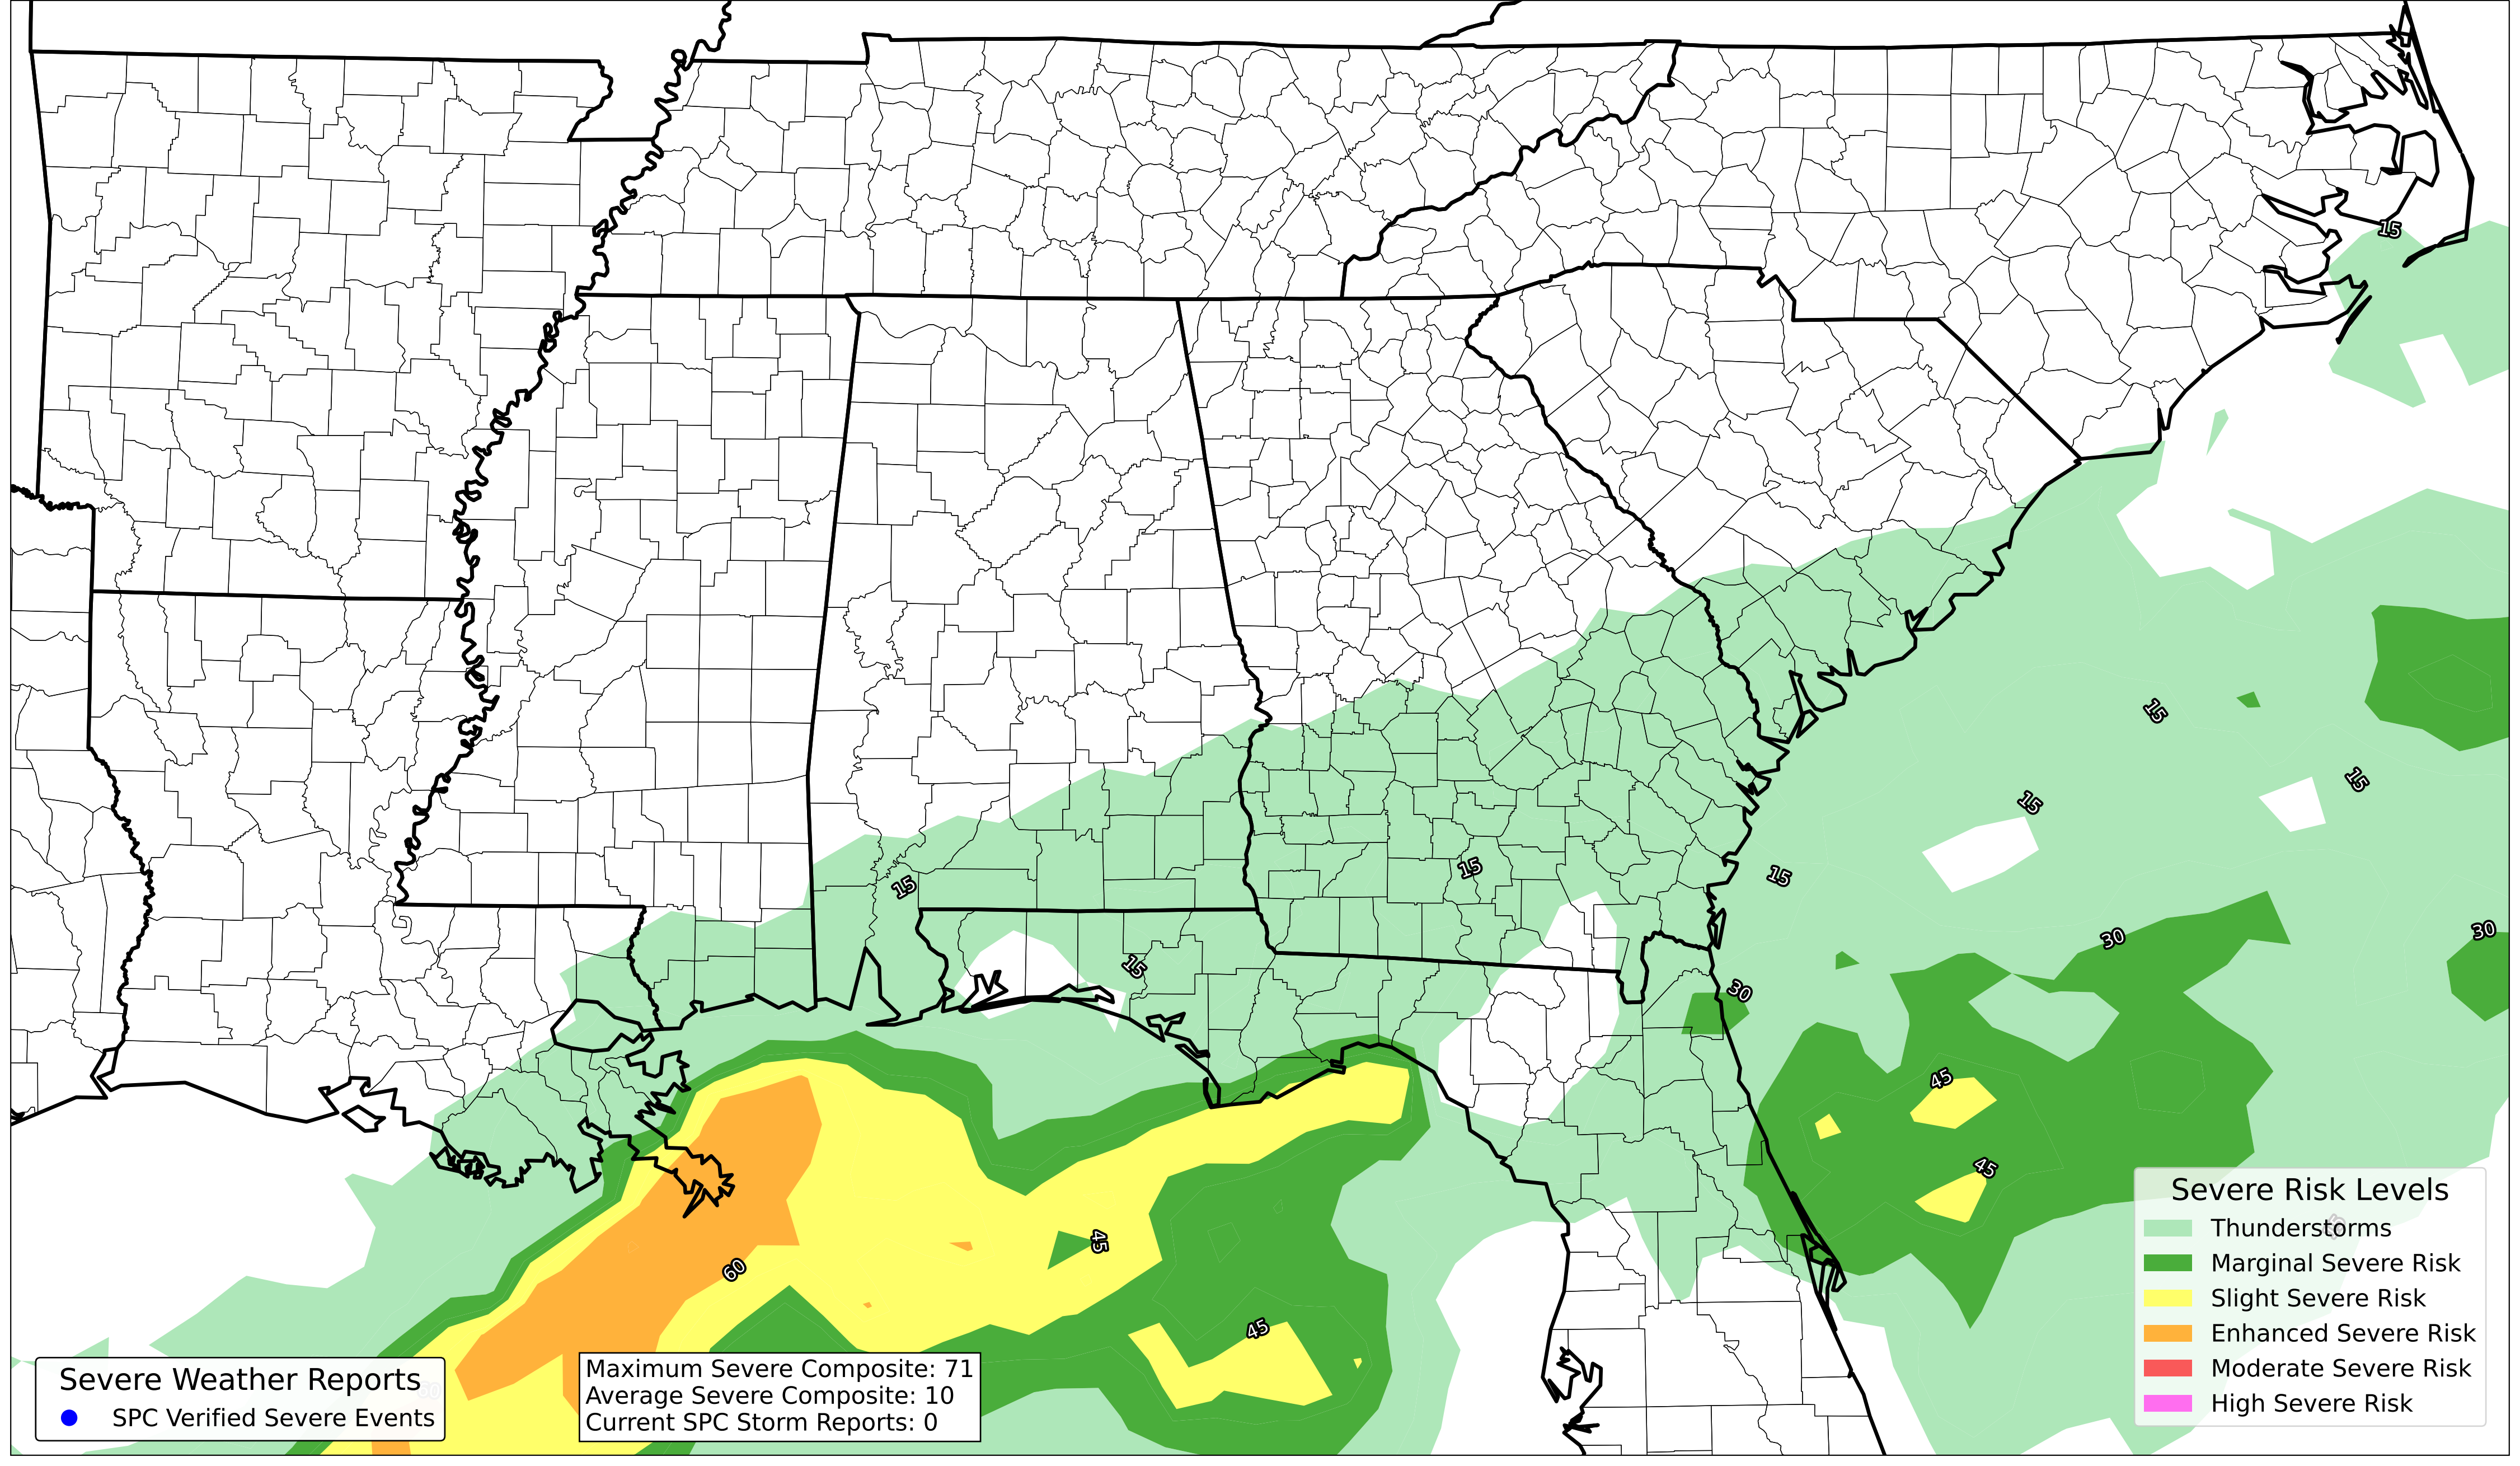 15
15
15
15
15
15
15
15
30
30
30
45
45
45
60
45
Severe Risk Levels
Thunderstorms
Marginal Severe Risk
Slight Severe Risk
Enhanced Severe Risk
Moderate Severe Risk
High Severe Risk
Severe Weather Reports
SPC Verified Severe Events
Maximum Severe Composite: 71
Average Severe Composite: 10
Current SPC Storm Reports: 0